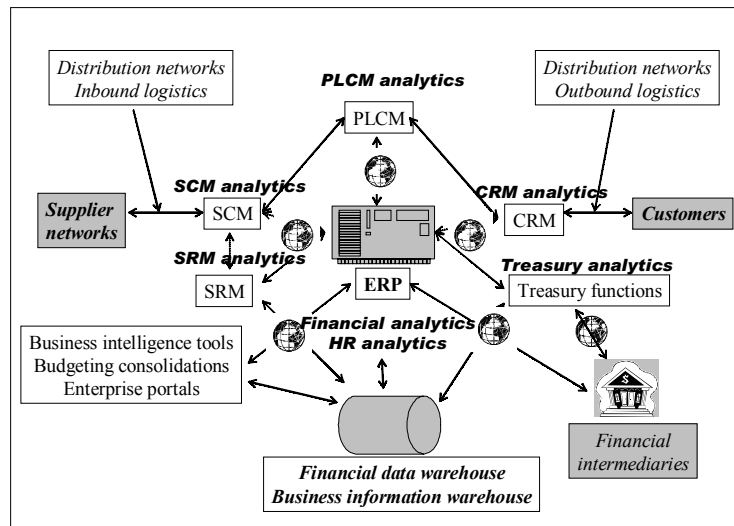 Distribution networks
Inbound logistics
Distribution networks
Outbound logistics
PLCM analytics
PLCM
SCM analytics
SCM
CRM analytics
CRM
Supplier
networks
Customers
SRM analytics
SRM
ERP
Treasury analytics
Treasury functions
Financial analytics
HR analytics
Business intelligence tools
Budgeting consolidations
Enterprise portals
$
Financial
intermediaries
Financial data warehouse
Business information warehouse